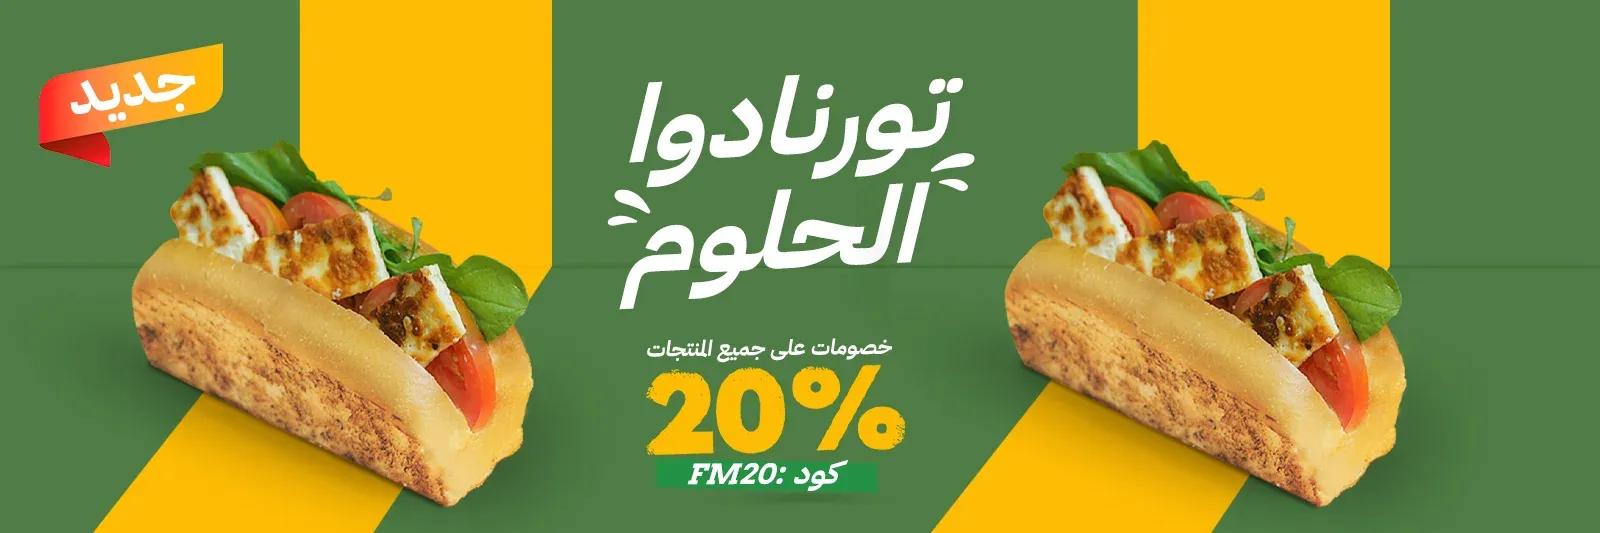 جديد
تورنادوا
الحلوم
خصومات على جميع المنتجات
20%
كود :FM20